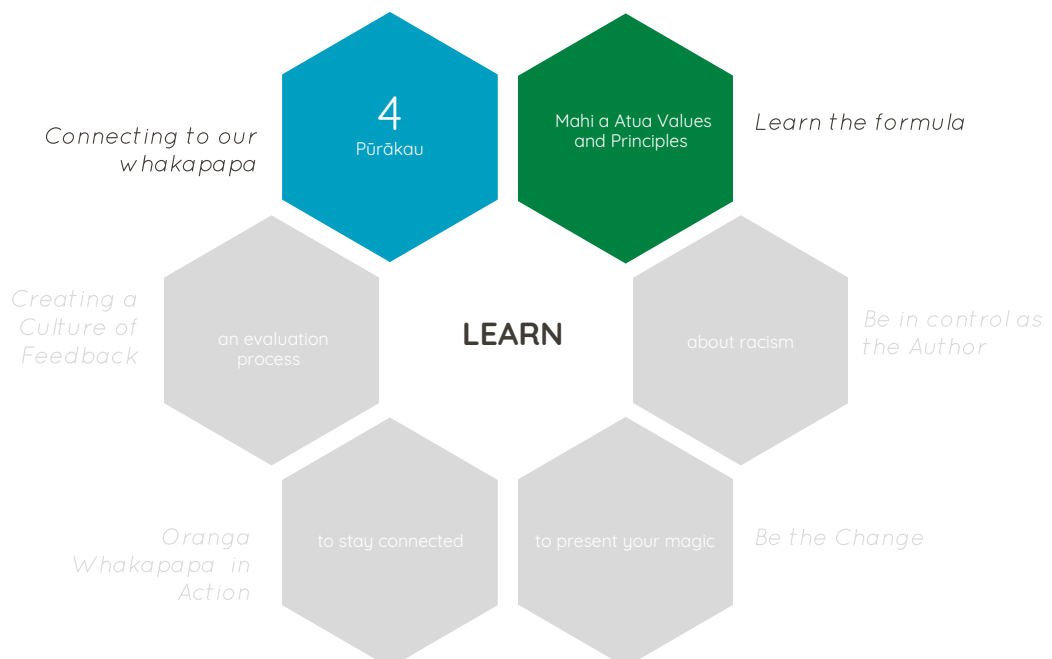 4
Pūrākau
Connecting to our
whakapapa
Mahi a Atua Values
and Principles
Learn the formula
Creating a
Culture of
Feedback
an evaluation
process
LEARN
about racism
Be in control as
the Author
Oranga
Whakapapa in
Action
to stay connected
to present your magic
Be the Change